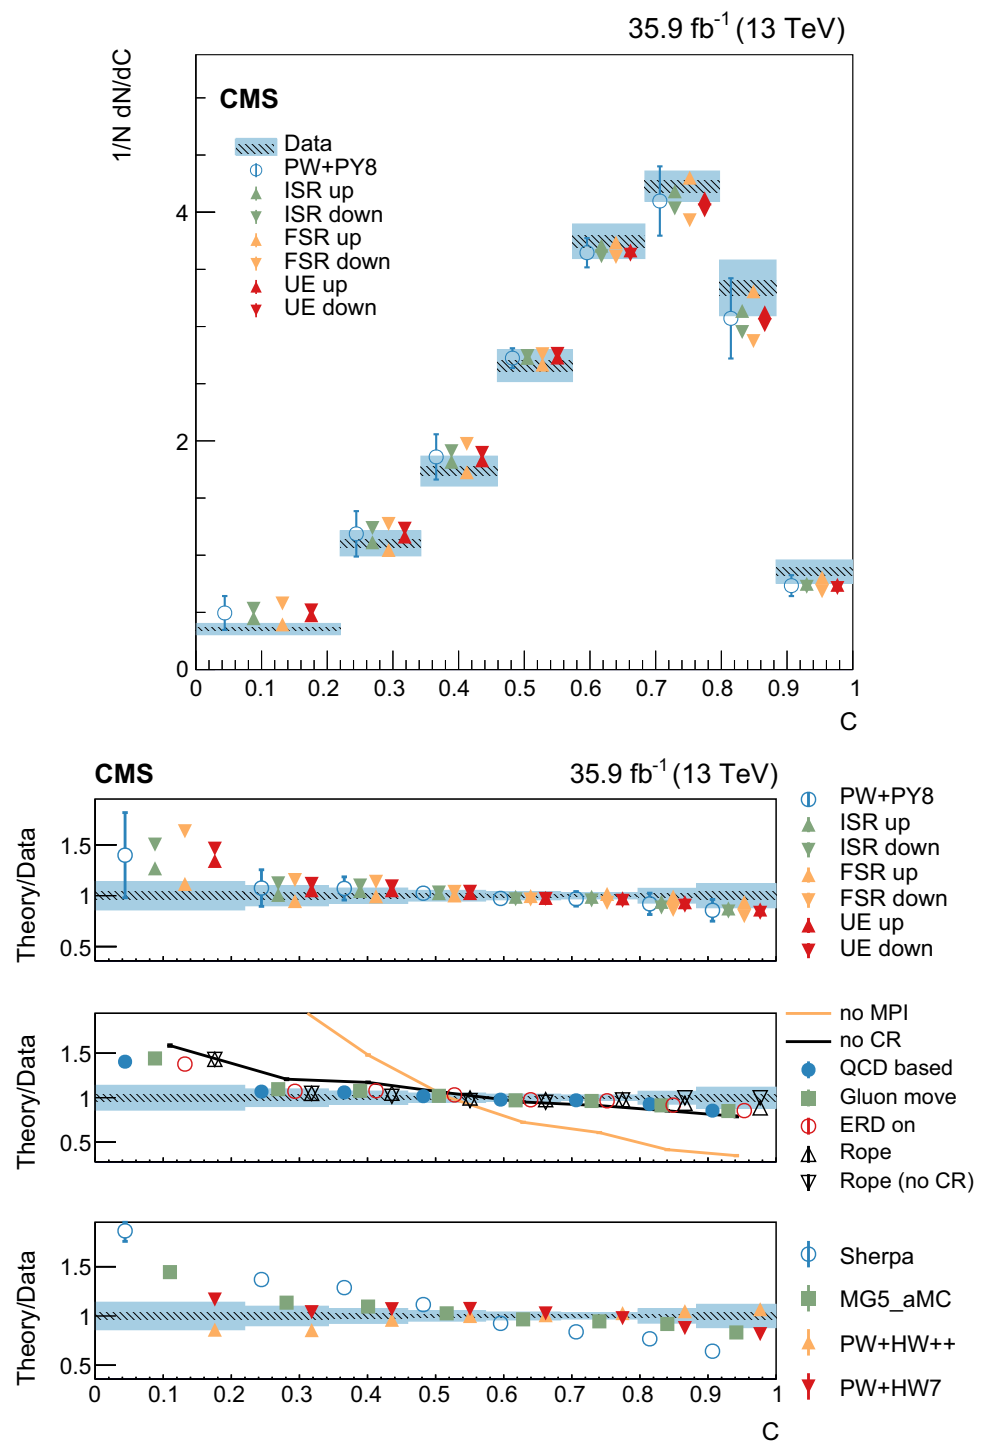 35.9 fb⁻¹ (13 TeV)
1/N dN/dC
CMS
Data
PW+PY8
ISR up
ISR down
FSR up
FSR down
UE up
UE down
4
2
0
0 0.1 0.2 0.3 0.4 0.5 0.6 0.7 0.8 0.9 1
C
CMS 35.9 fb⁻¹ (13 TeV)
Theory/Data
1.5
1
0.5
PW+PY8
ISR up
ISR down
FSR up
FSR down
UE up
UE down
Theory/Data
1.5
1
0.5
no MPI
no CR
QCD based
Gluon move
ERD on
Rope
Rope (no CR)
Theory/Data
1.5
1
0.5
Sherpa
MG5_aMC
PW+HW++
PW+HW7
0 0.1 0.2 0.3 0.4 0.5 0.6 0.7 0.8 0.9 1
C